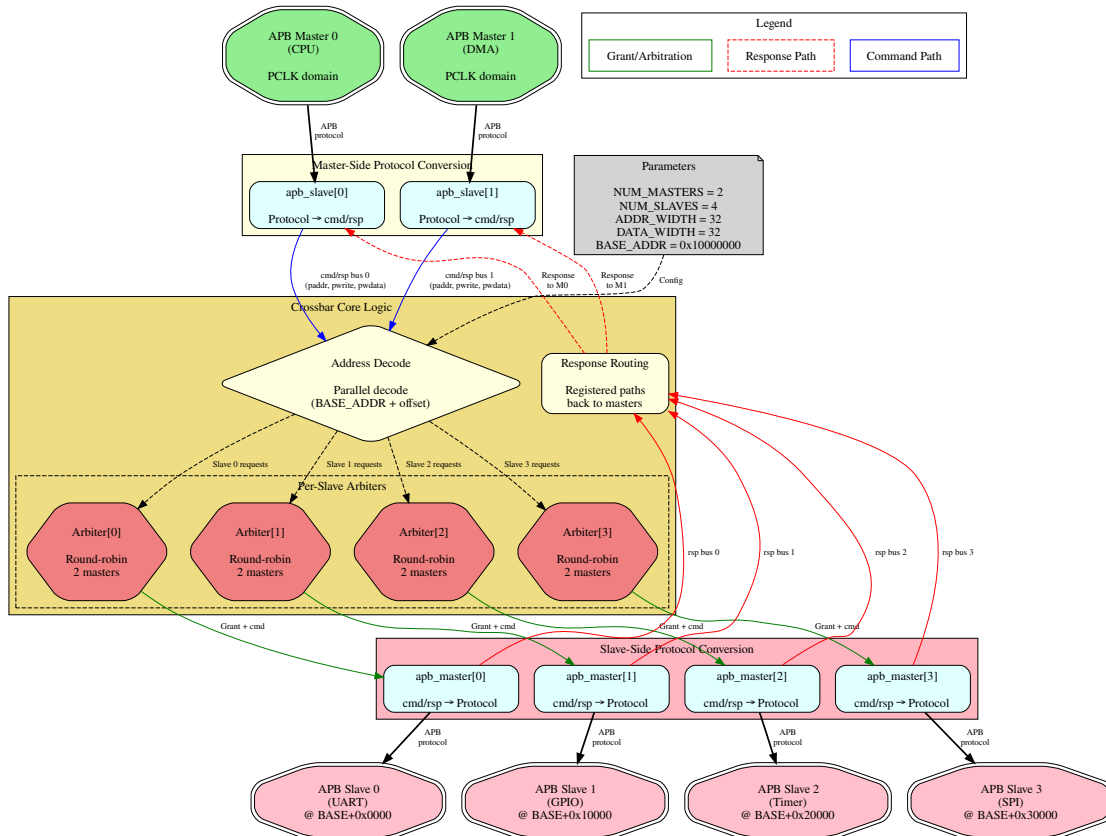 APB Master 0
(CPU)
PCLK domain
APB Master 1
(DMA)
PCLK domain
Legend
Grant/Arbitration
Response Path
Command Path
APB
protocol
APB
protocol
Master-Side Protocol Conversion
apb_slave[0]
Protocol → cmd/rsp
apb_slave[1]
Protocol → cmd/rsp
Parameters
NUM_MASTERS = 2
NUM_SLAVES = 4
ADDR_WIDTH = 32
DATA_WIDTH = 32
BASE_ADDR = 0x10000000
cmd/rsp bus 0
(paddr, pwrite, pwdata)
cmd/rsp bus 1
(paddr, pwrite, pwdata)
Response
to M0
Response
to M1
Config
Crossbar Core Logic
Address Decode
Parallel decode
(BASE_ADDR + offset)
Response Routing
Registered paths
back to masters
Slave 0 requests
Slave 1 requests
Slave 2 requests
Slave 3 requests
Per-Slave Arbiters
Arbiter[0]
Round-robin
2 masters
Arbiter[1]
Round-robin
2 masters
Arbiter[2]
Round-robin
2 masters
Arbiter[3]
Round-robin
2 masters
rsp bus 0
rsp bus 1
rsp bus 2
rsp bus 3
Grant + cmd
Grant + cmd
Grant + cmd
Grant + cmd
Slave-Side Protocol Conversion
apb_master[0]
cmd/rsp → Protocol
apb_master[1]
cmd/rsp → Protocol
apb_master[2]
cmd/rsp → Protocol
apb_master[3]
cmd/rsp → Protocol
APB
protocol
APB
protocol
APB
protocol
APB
protocol
APB Slave 0
(UART)
@ BASE+0x0000
APB Slave 1
(GPIO)
@ BASE+0x10000
APB Slave 2
(Timer)
@ BASE+0x20000
APB Slave 3
(SPI)
@ BASE+0x30000